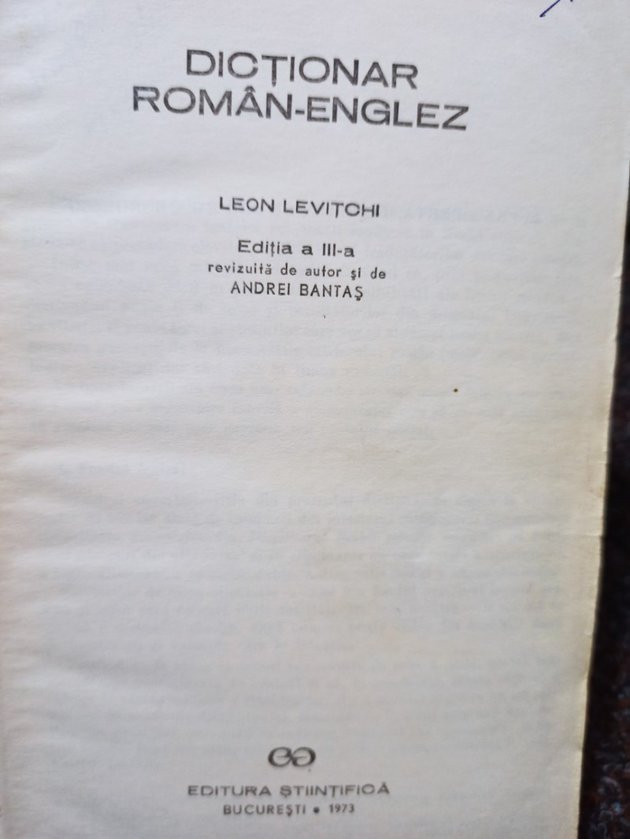 DICȚIONAR
ROMÂN-ENGLEZ
LEON LEVIȚCHI
Ediția a III-a
revizuită de autor și de
ANDREI BANTAȘ
EDITURA ȘTIINȚIFICĂ
BUCUREȘTI • 1973